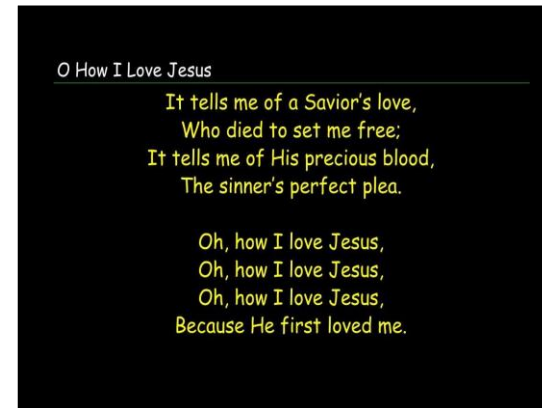 O How I Love Jesus
It tells me of a Savior's love,
Who died to set me free;
It tells me of His precious blood,
The sinner's perfect plea.
Oh, how I love Jesus,
Oh, how I love Jesus,
Oh, how I love Jesus,
Because He first loved me.